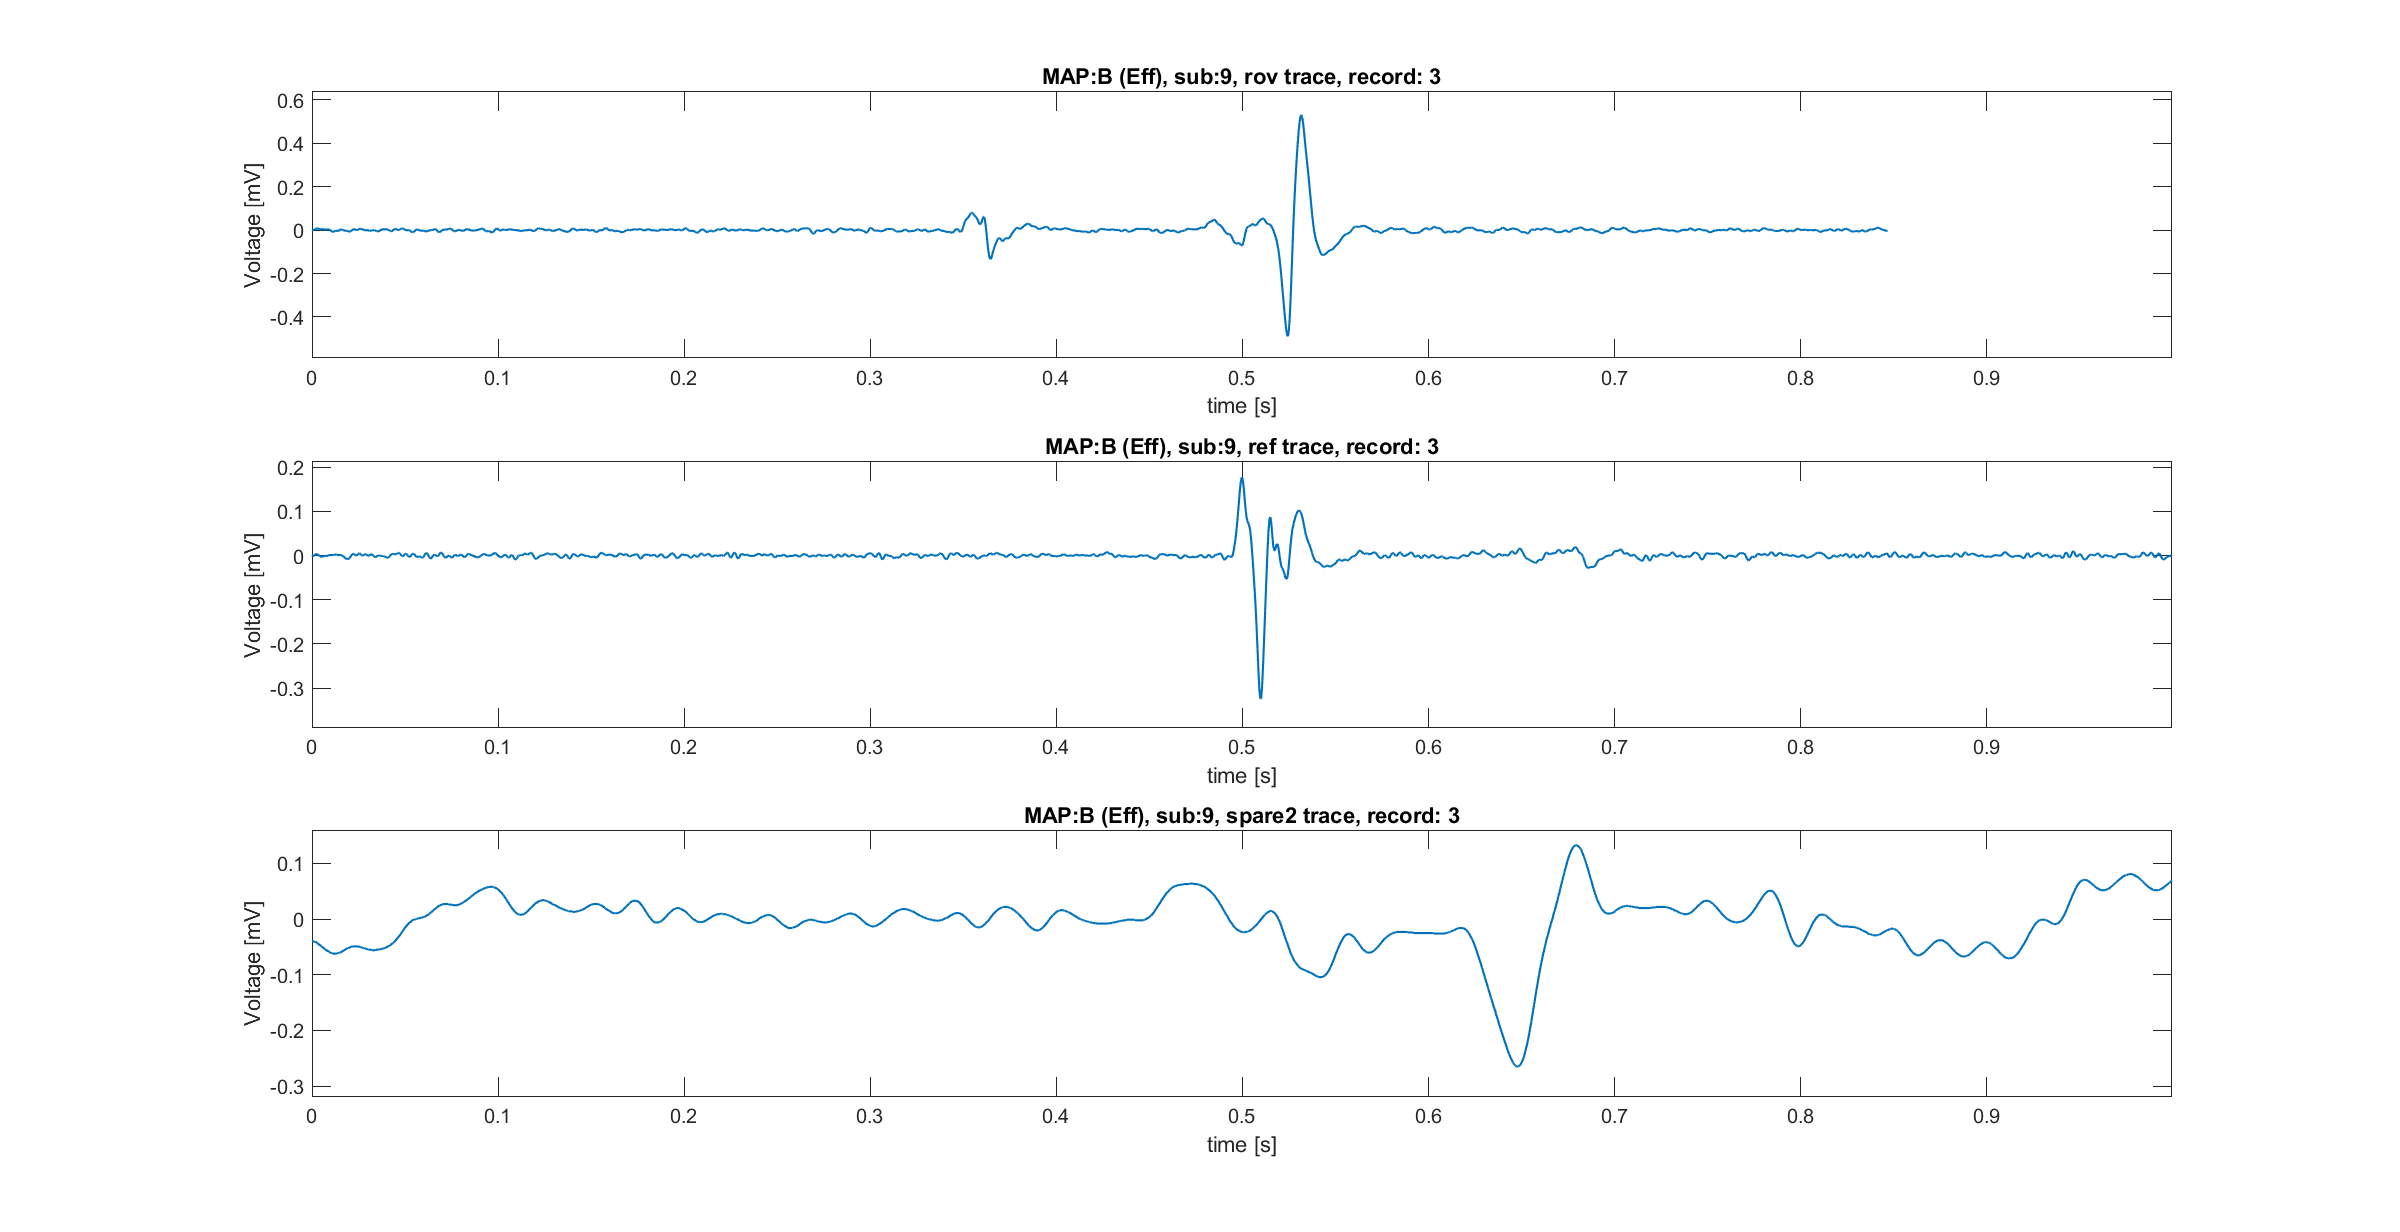 MAP:B (Eff), sub:9, rov trace, record: 3
Voltage [mV]
0.6
0.4
0.2
0
-0.2
-0.4
0 0.1 0.2 0.3 0.4 0.5 0.6 0.7 0.8 0.9
time [s]
MAP:B (Eff), sub:9, ref trace, record: 3
Voltage [mV]
0.2
0.1
0
-0.1
-0.2
-0.3
0 0.1 0.2 0.3 0.4 0.5 0.6 0.7 0.8 0.9
time [s]
MAP:B (Eff), sub:9, spare2 trace, record: 3
Voltage [mV]
0.1
0
-0.1
-0.2
-0.3
0 0.1 0.2 0.3 0.4 0.5 0.6 0.7 0.8 0.9
time [s]